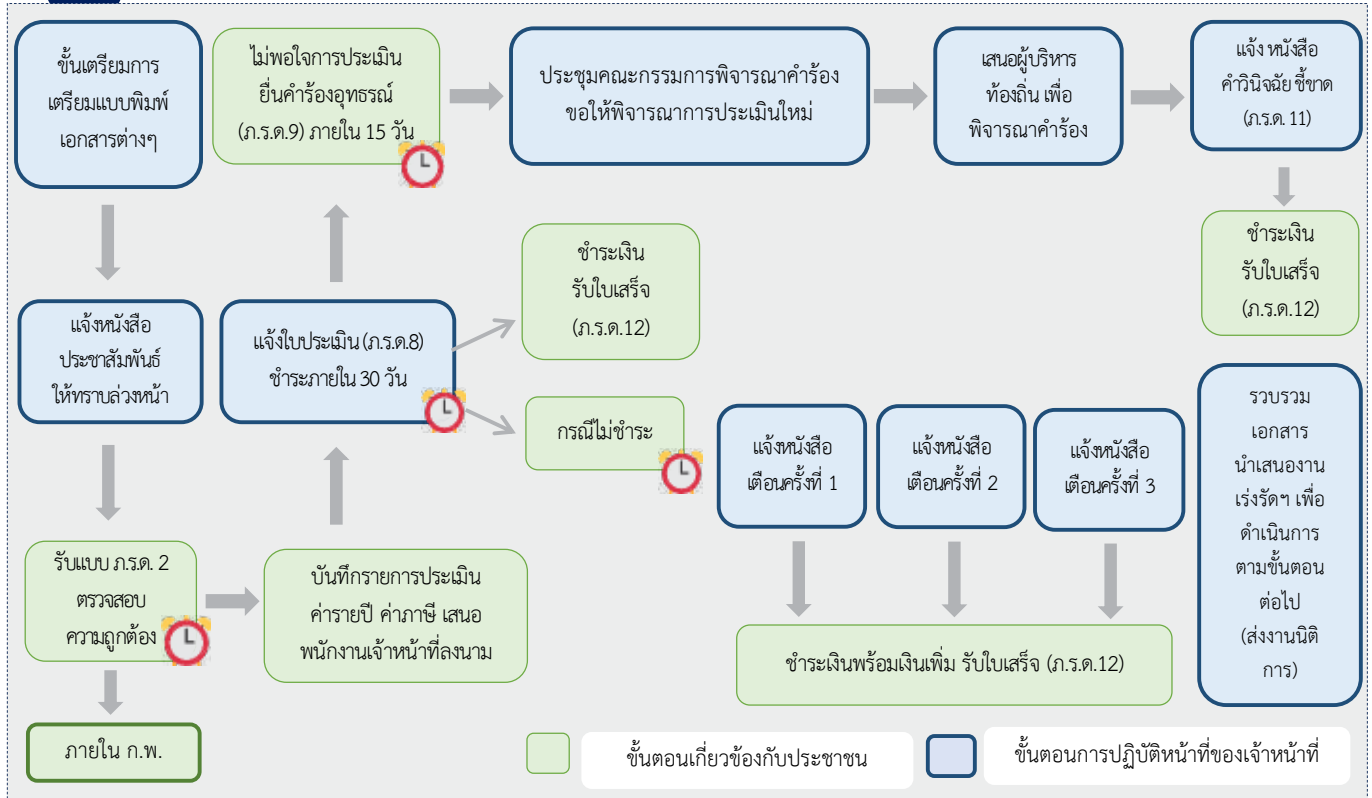 ขั้นเตรียมการ
เตรียมแบบพิมพ์
เอกสารต่างๆ
ไม่พอใจการประเมิน
ยื่นคำร้องอุทธรณ์
(ภ.ร.ด.9) ภายใน 15 วัน
ประชุมคณะกรรมการพิจารณาคำร้อง
ขอให้พิจารณาการประเมินใหม่
เสนอผู้บริหาร
ท้องถิ่น เพื่อ
พิจารณาคำร้อง
แจ้ง หนังสือ
คำวินิจฉัย ชี้ขาด
(ภ.ร.ด. 11)
ชำระเงิน
รับใบเสร็จ
(ภ.ร.ด.12)
แจ้งหนังสือ
ประชาสัมพันธ์
ให้ทราบล่วงหน้า
แจ้งใบประเมิน (ภ.ร.ด.8)
ชำระภายใน 30 วัน
ชำระเงิน
รับใบเสร็จ
(ภ.ร.ด.12)
กรณีไม่ชำระ
แจ้งหนังสือ
เตือนครั้งที่ 1
แจ้งหนังสือ
เตือนครั้งที่ 2
แจ้งหนังสือ
เตือนครั้งที่ 3
รวบรวม
เอกสาร
นำเสนองาน
เร่งรัดฯ เพื่อ
ดำเนินการ
ตามขั้นตอน
ต่อไป
(ส่งงานนิติ
การ)
รับแบบ ภ.ร.ด. 2
ตรวจสอบ
ความถูกต้อง
บันทึกรายการประเมิน
ค่ารายปี ค่าภาษี เสนอ
พนักงานเจ้าหน้าที่ลงนาม
ชำระเงินพร้อมเงินเพิ่ม รับใบเสร็จ (ภ.ร.ด.12)
ภายใน ก.พ.
ขั้นตอนเกี่ยวข้องกับประชาชน
ขั้นตอนการปฏิบัติหน้าที่ของเจ้าหน้าที่